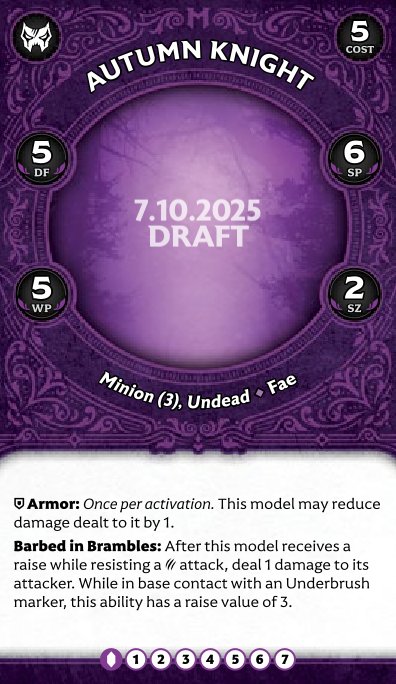 AUTUMN KNIGHT
5
COST
5
DF
6
SP
7.10.2025
DRAFT
5
WP
2
SZ
Minion (3), Undead ◆ Fae
Armor: Once per activation. This model may reduce
damage dealt to it by 1.
Barbed in Brambles: After this model receives a
raise while resisting a attack, deal 1 damage to its
attacker. While in base contact with an Underbrush
marker, this ability has a raise value of 3.
1 2 3 4 5 6 7